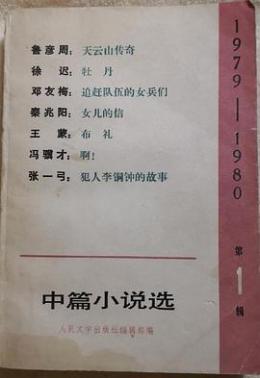 鲁彦周：天云山传奇
徐迟：牡丹
邓友梅：追赶队伍的女兵们
秦兆阳：女儿的信
王蒙：布礼
冯骥才：啊！
张一弓：犯人李铜钟的故事
1979—1980
第1辑
中篇小说选
人民文学出版社编辑部编